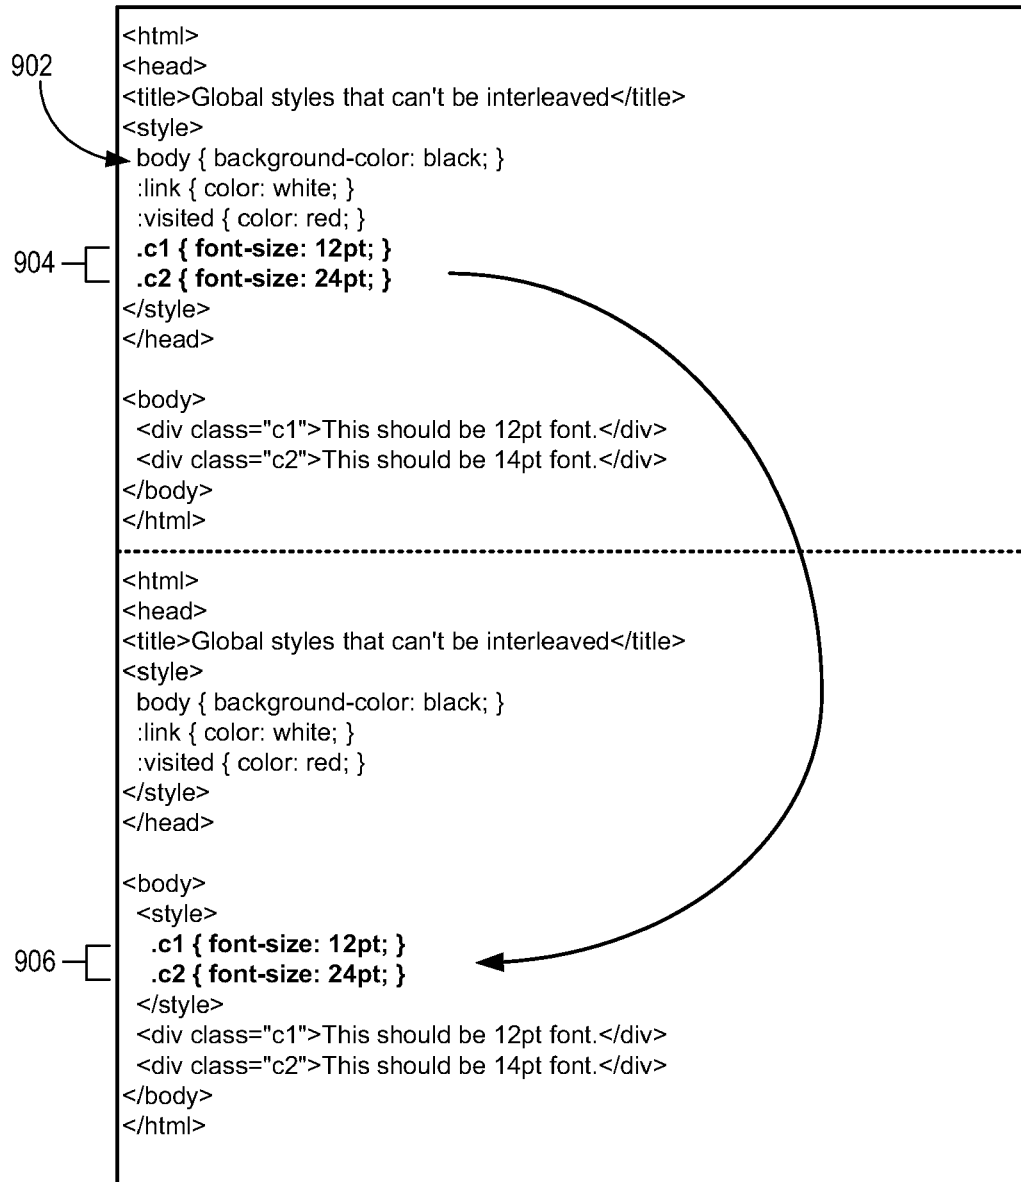 <html>
<head>
902
<title>Global styles that can't be interleaved</title>
<style>
body { background-color: black; }
:link { color: white; }
:visited { color: red; }
.c1 { font-size: 12pt; }
904
.c2 { font-size: 24pt; }
</style>
</head>
<body>
<div class="c1">This should be 12pt font.</div>
<div class="c2">This should be 14pt font.</div>
</body>
</html>
<html>
<head>
<title>Global styles that can't be interleaved</title>
<style>
body { background-color: black; }
:link { color: white; }
:visited { color: red; }
</style>
</head>
<body>
<style>
.c1 { font-size: 12pt; }
906
.c2 { font-size: 24pt; }
</style>
<div class="c1">This should be 12pt font.</div>
<div class="c2">This should be 14pt font.</div>
</body>
</html>